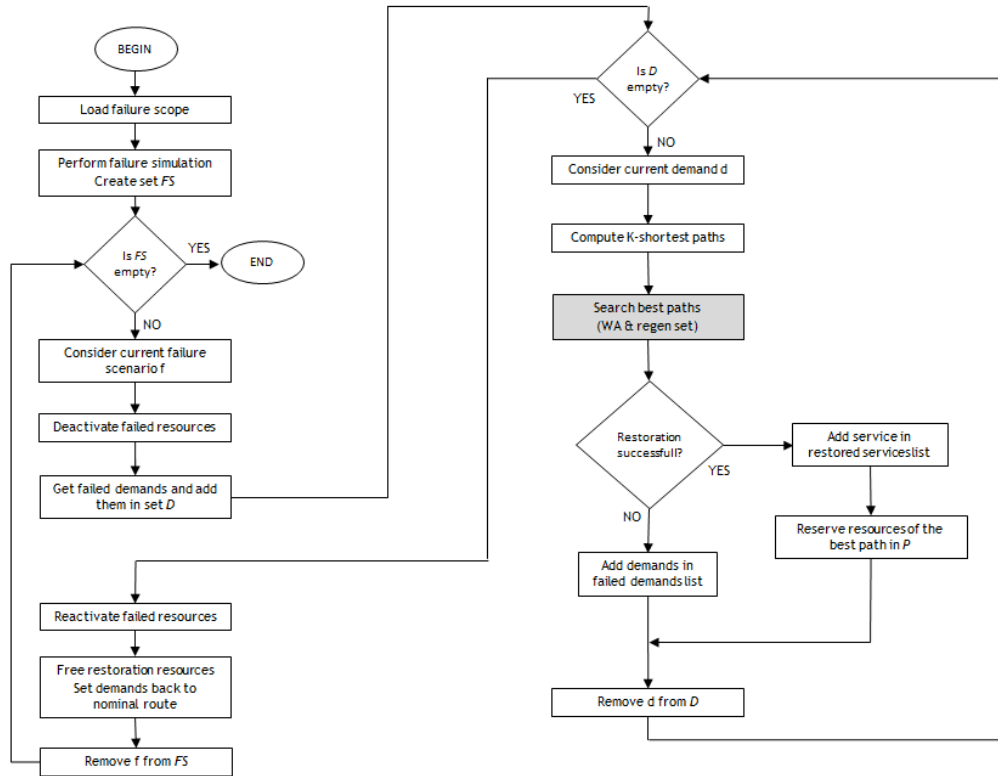 BEGIN
Load failure scope
Perform failure simulation
Create set FS
Is FS
empty?
YES
END
NO
Consider current failure
scenario f
Deactivate failed resources
Get failed demands and add
them in set D
Is D
empty?
YES
NO
Consider current demand d
Compute K-shortest paths
Search best paths
(WA & regen set)
Restoration
successfull?
YES
Add service in
restored services list
Reserve resources of the
best path in P
NO
Add demands in
failed demands list
Remove d from D
Reactivate failed resources
Free restoration resources
Set demands back to
nominal route
Remove f from FS